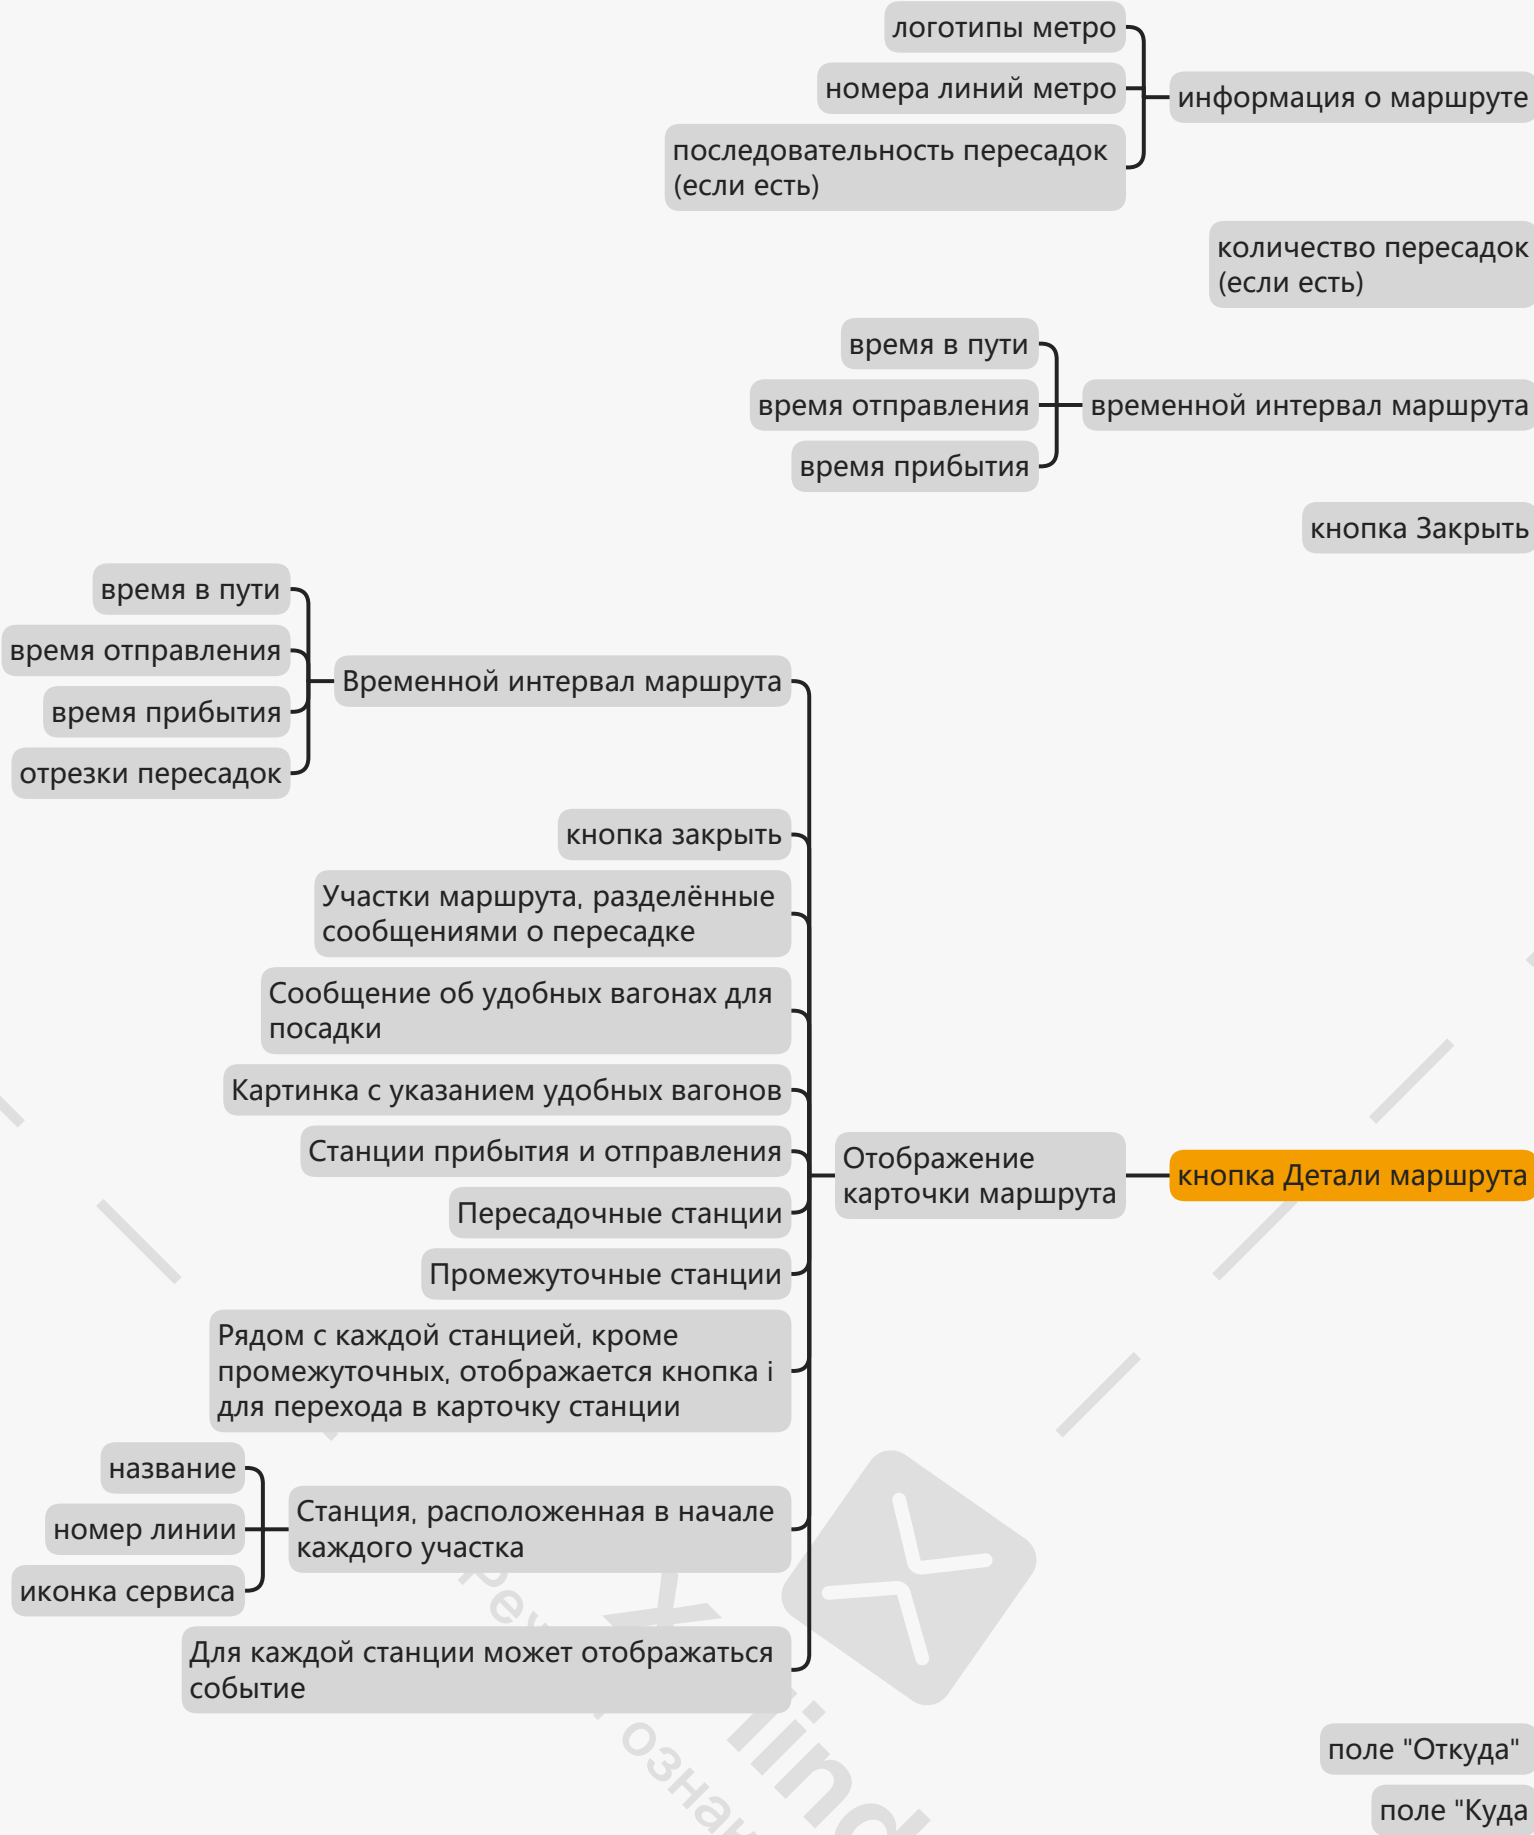 логотипы метро
номера линий метро
информация о маршруте
последовательность пересадок
(если есть)
количество пересадок
(если есть)
время в пути
время отправления
временной интервал маршрута
время прибытия
кнопка Закрыть
время в пути
время отправления
Временной интервал маршрута
время прибытия
отрезки пересадок
кнопка закрыть
Участки маршрута, разделённые
сообщениями о пересадке
Сообщение об удобных вагонах для
посадки
Картинка с указанием удобных вагонов
Станции прибытия и отправления
Отображение
карточки маршрута
кнопка Детали маршрута
Пересадочные станции
Промежуточные станции
Рядом с каждой станцией, кроме
промежуточных, отображается кнопка i
для перехода в карточку станции
название
номер линии
иконка сервиса
Станция, расположенная в начале
каждого участка
Для каждой станции может отображаться
событие
поле "Откуда"
поле "Куда